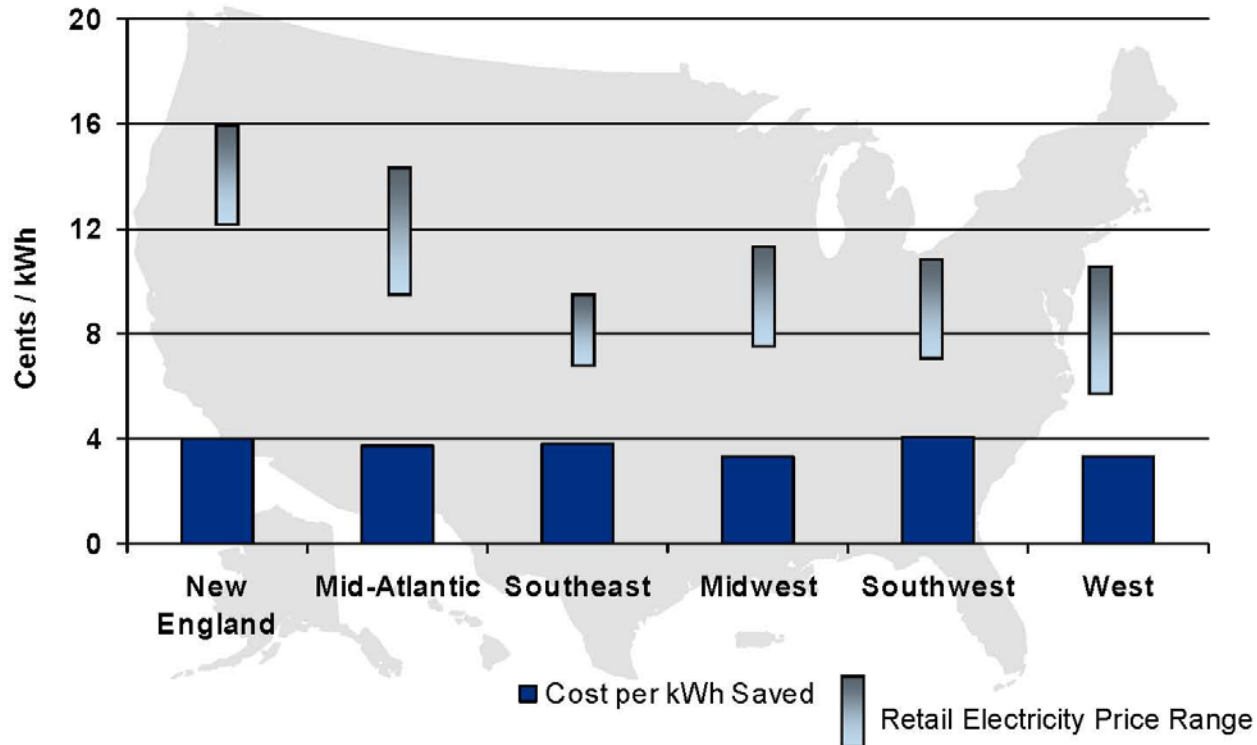 20
16
12
8
4
0
Cents / kWh
New England
Mid-Atlantic
Southeast
Midwest
Southwest
West
Cost per kWh Saved
Retail Electricity Price Range